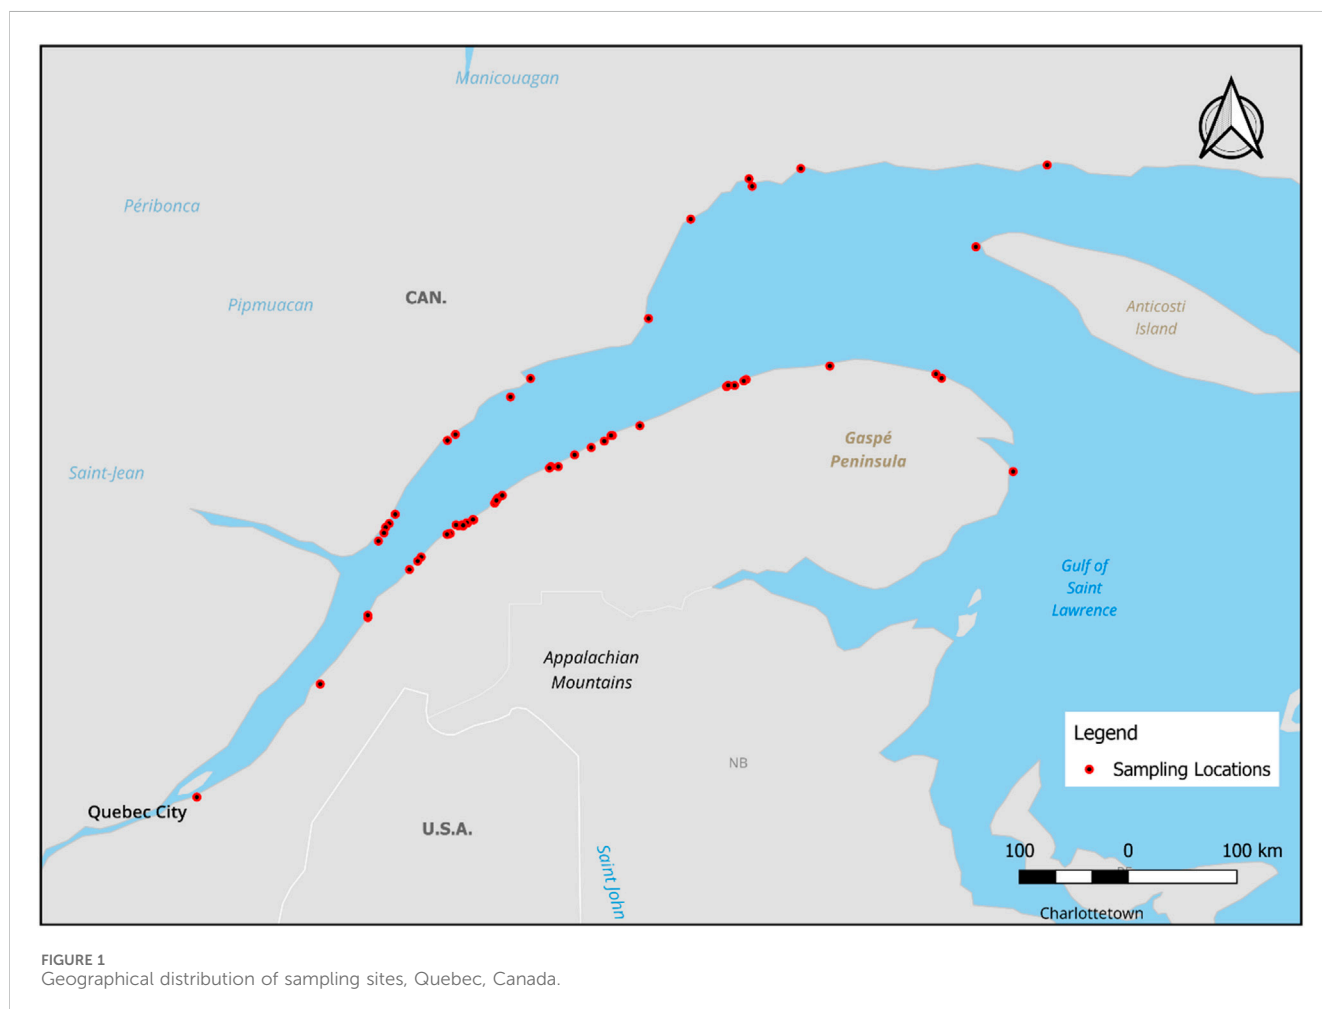 Manicouagan
Péribonca
CAN.
Pipmuacan
Anticosti
Island
Gaspé
Peninsula
Saint-Jean
Gulf of
Saint
Lawrence
Appalachian
Mountains
Legend
Sampling Locations
NB
Quebec City
U.S.A.
Saint John
100 0 100 km
Charlottetown
FIGURE 1
Geographical distribution of sampling sites, Quebec, Canada.